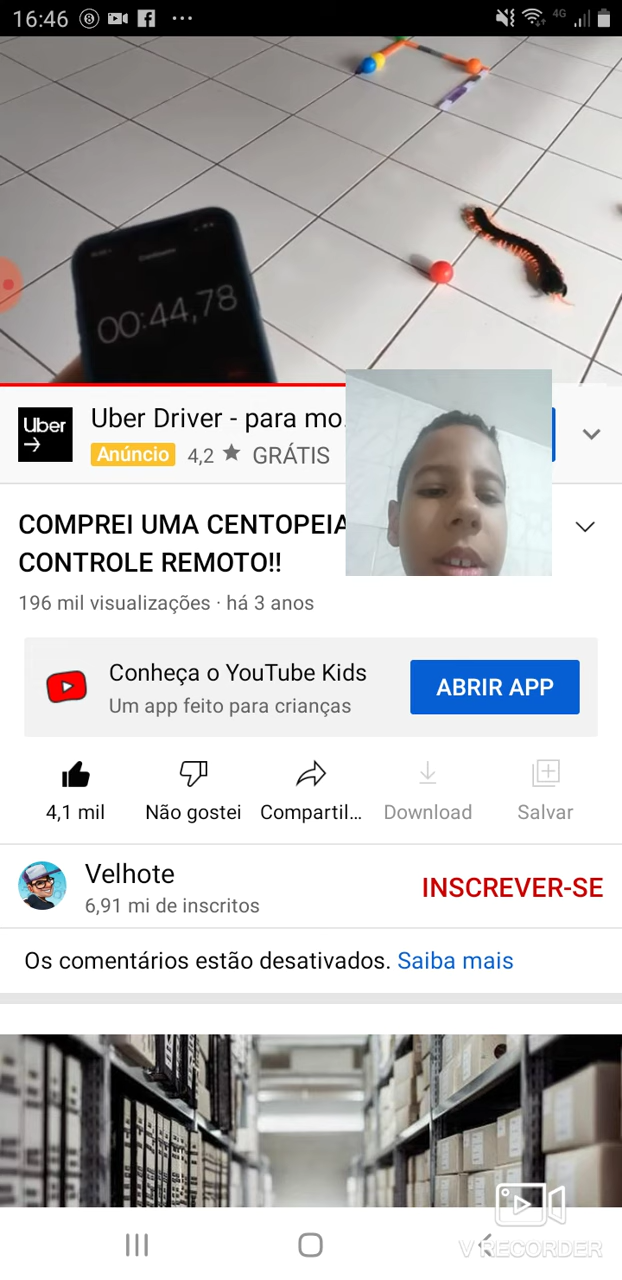 16:46
4G
00:44,78
Uber
Uber Driver - para mo.
Anúncio 4,2 ★ GRÁTIS
COMPREI UMA CENTOPEIA
CONTROLE REMOTO!!
196 mil visualizações · há 3 anos
Conheça o YouTube Kids
Um app feito para crianças
ABRIR APP
4,1 mil Não gostei Compartil... Download Salvar
Velhote
6,91 mi de inscritos
INSCREVER-SE
Os comentários estão desativados. Saiba mais
V RECORDER